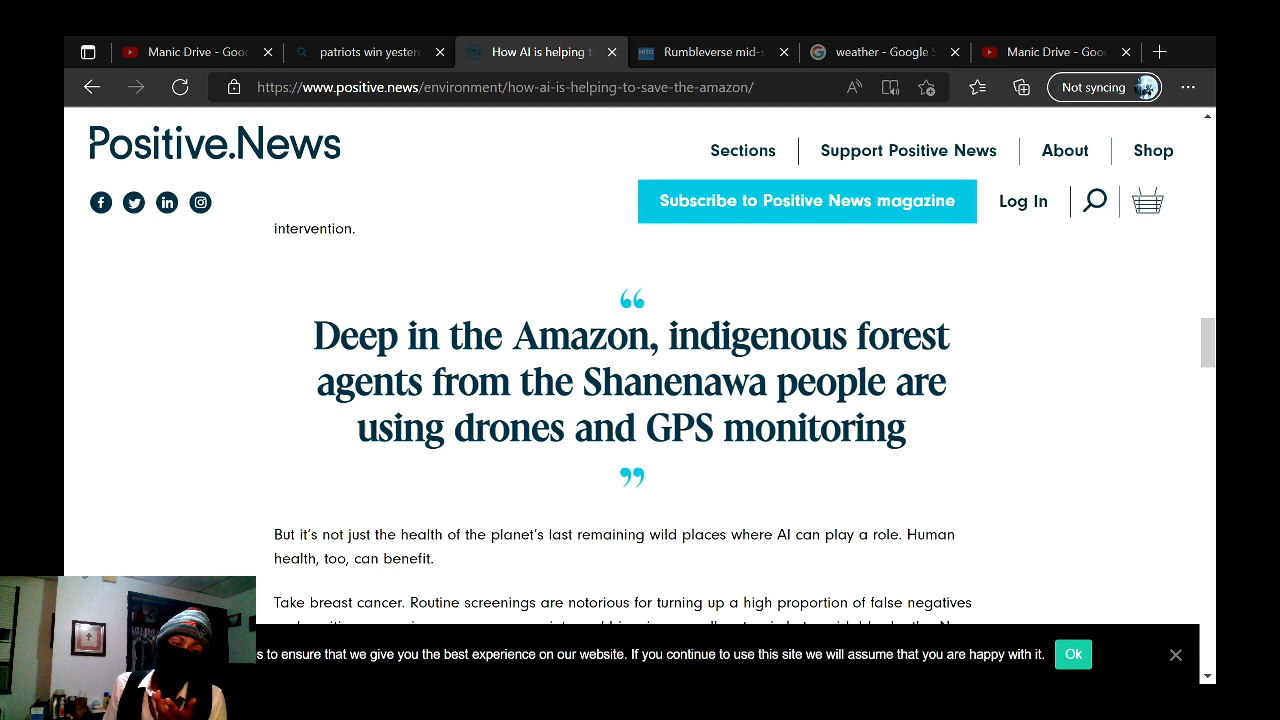 Manic Drive - Goo
patriots win yester
How AI is helping t
Rumbleverse mid-s
weather - Google S
Manic Drive - Goo
https://www.positive.news/environment/how-ai-is-helping-to-save-the-amazon/
Not syncing
Positive.News
Sections
Support Positive News
About
Shop
Subscribe to Positive News magazine
Log In
intervention.
“
Deep in the Amazon, indigenous forest
agents from the Shanenawa people are
using drones and GPS monitoring
”
But it’s not just the health of the planet’s last remaining wild places where AI can play a role. Human
health, too, can benefit.
Take breast cancer. Routine screenings are notorious for turning up a high proportion of false negatives
s to ensure that we give you the best experience on our website. If you continue to use this site we will assume that you are happy with it.
Ok